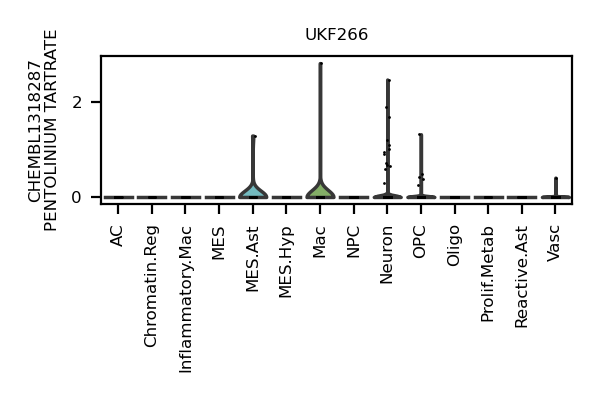 UKF266
CHEMBL1318287
PENTOLINIUM TARTRATE
2
0
AC
Chromatin.Reg
Inflammatory.Mac
MES
MES.Ast
MES.Hyp
Mac
NPC
Neuron
OPC
Oligo
Prolif.Metab
Reactive.Ast
Vasc